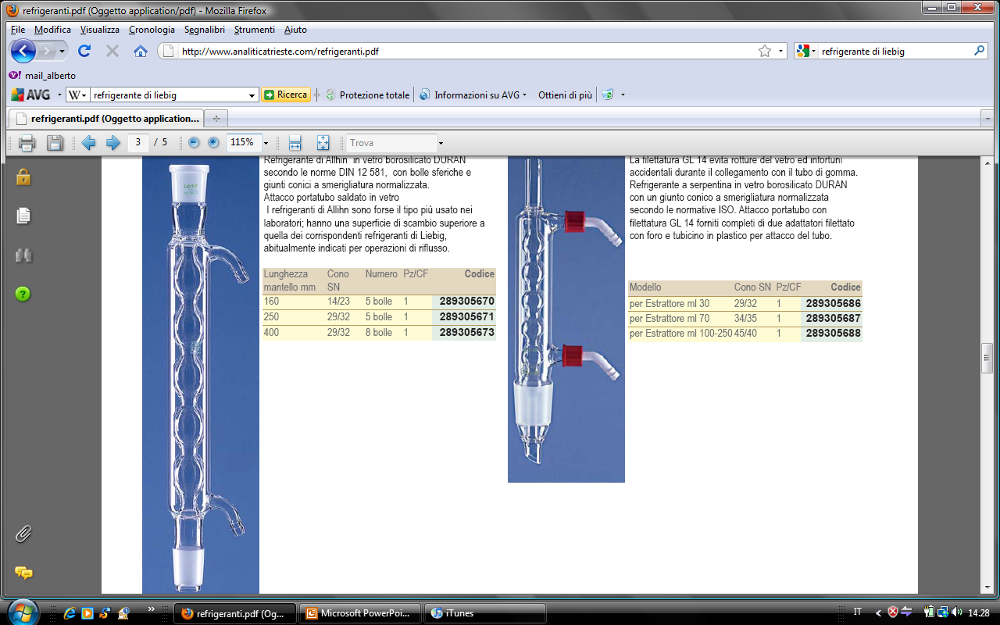 refrigeranti.pdf (Oggetto application/pdf) - Mozilla Firefox
File Modifica Visualizza Cronologia Segnalibri Strumenti Aiuto
http://www.analiticatrieste.com/refrigeranti.pdf
refrigerante di liebig
mail_alberto
AVG W refrigerante di liebig Ricerca Protezione totale Informazioni su AVG Ottieni di più
refrigeranti.pdf (Oggetto application...
3 / 5 115% Trova
Refrigerante di Allhin in vetro borosilicato DURAN
secondo le norme DIN 12 581, con bolle sferiche e
giunti conici a smerigliatura normalizzata.
Attacco portatubo saldato in vetro
I refrigeranti di Allihn sono forse il tipo più usato nei
laboratori; hanno una superficie di scambio superiore a
quella dei corrispondenti refrigeranti di Liebig,
abitualmente indicati per operazioni di riflusso.
Lunghezza mantello mm Cono SN Numero Pz/CF Codice
160 14/23 5 bolle 1 289305670
250 29/32 5 bolle 1 289305671
400 29/32 8 bolle 1 289305673
La filettatura GL 14 evita rotture del vetro ed infortuni
accidentali durante il collegamento con il tubo di gomma.
Refrigerante a serpentina in vetro borosilicato DURAN
con un giunto conico a smerigliatura normalizzata
secondo le normative ISO. Attacco portatubo con
filettatura GL 14 forniti completi di due adattatori filettato
con foro e tubicino in plastico per attacco del tubo.
Modello Cono SN Pz/CF Codice
per Estrattore ml 30 29/32 1 289305686
per Estrattore ml 70 34/35 1 289305687
per Estrattore ml 100-250 45/40 1 289305688
refrigeranti.pdf (Og... Microsoft PowerPoi... iTunes IT 14.28